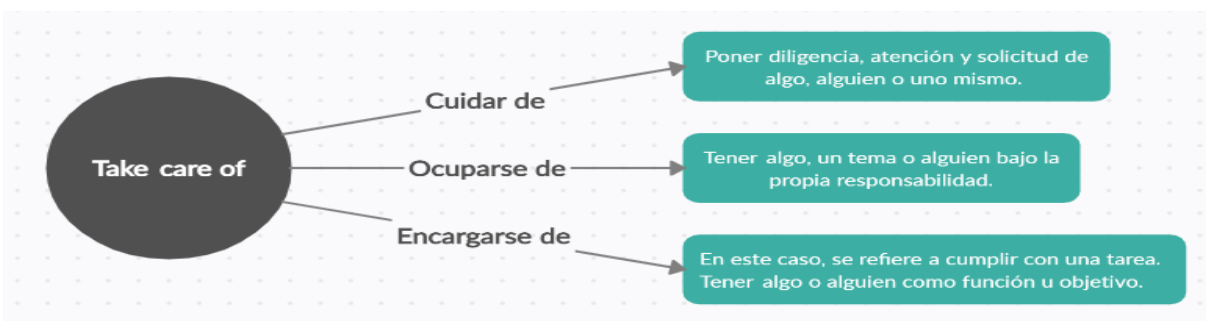 Take care of
Cuidar de
Poner diligencia, atención y solicitud de
algo, alguien o uno mismo.
Ocuparse de
Tener algo, un tema o alguien bajo la
propia responsabilidad.
Encargarse de
En este caso, se refiere a cumplir con una tarea.
Tener algo o alguien como función u objetivo.